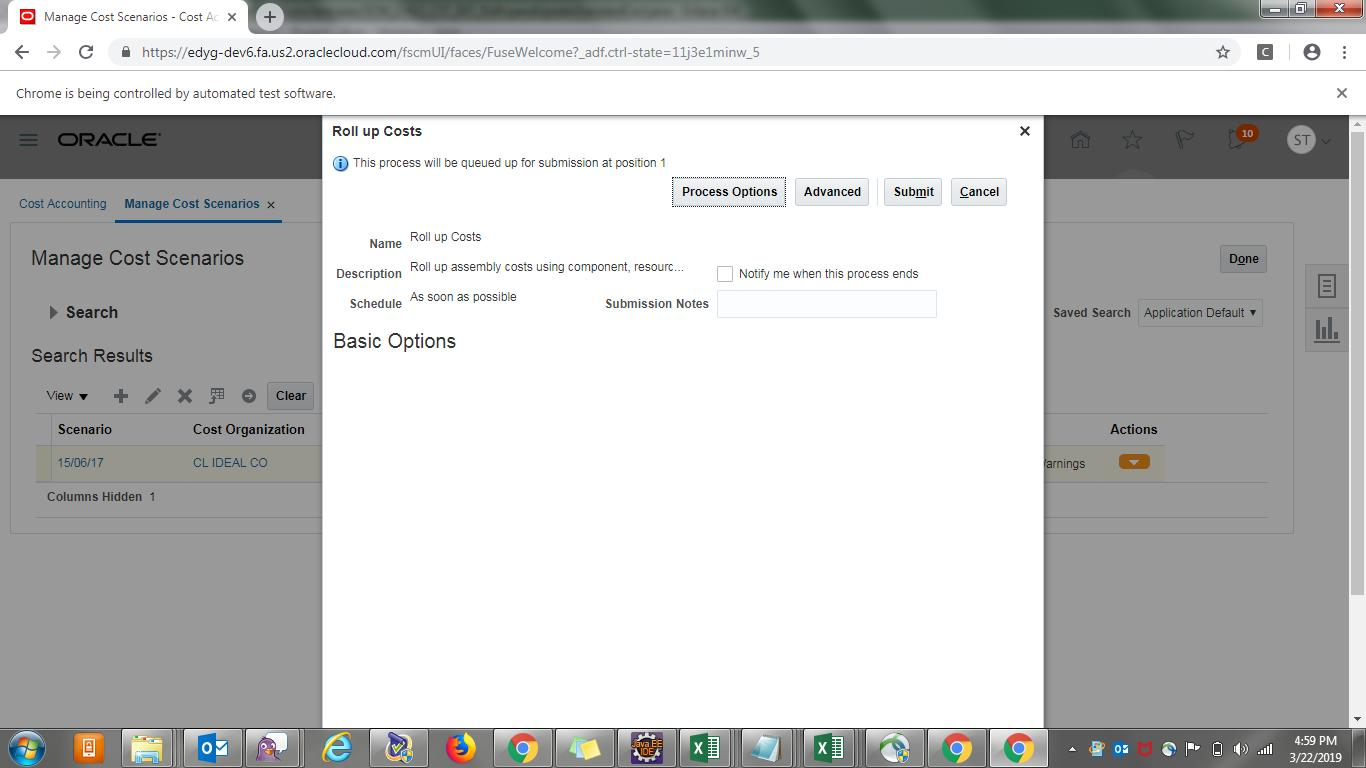 Manage Cost Scenarios - Cost Ac
https://edyg-dev6.fa.us2.oraclecloud.com/fscmUI/faces/FuseWelcome?_adf.ctrl-state=11j3e1minw_5
C
Chrome is being controlled by automated test software.
ORACLE
10
ST
Roll up Costs
This process will be queued up for submission at position 1
Process Options
Advanced
Submit
Cancel
Cost Accounting
Manage Cost Scenarios
Name Roll up Costs
Manage Cost Scenarios
Done
Description Roll up assembly costs using component, resourc...
Notify me when this process ends
Schedule As soon as possible
Submission Notes
Search
Saved Search Application Default
Basic Options
Search Results
View
Clear
Scenario Cost Organization
Actions
15/06/17 CL IDEAL CO
arnings
Columns Hidden 1
Java EE
IDE
4:59 PM
3/22/2019